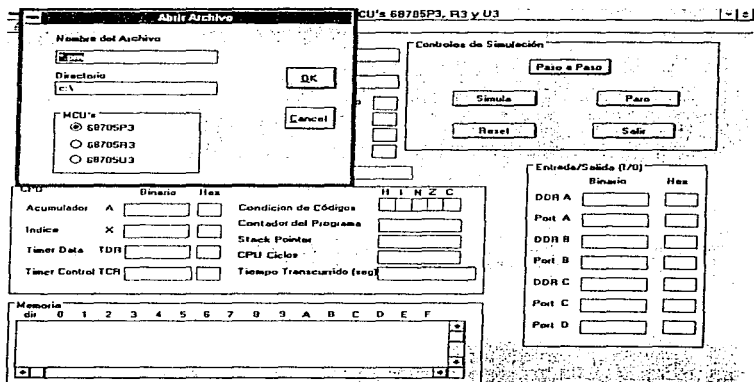 Abrir Archivo
CU's 68705P3, R3 y U3
Nombre del Archivo
Directorio
c:\
OK
Cancel
MCU's
68705P3
68705R3
68705U3
Controles de Simulación
Paso a Paso
Simula
Paro
Reset
Salir
CPU
Binario Hex
Acumulador A
Indice X
Timer Data TDR
Timer Control TCR
H I N Z C
Condicion de Códigos
Contador del Programa
Stack Pointer
CPU Ciclos
Tiempo Transcurrido (seg)
Entrada/Salida (I/O)
Binario Hex
DDR A
Port A
DDR B
Port B
DDR C
Port C
Port D
Memoria
dir 0 1 2 3 4 5 6 7 8 9 A B C D E F